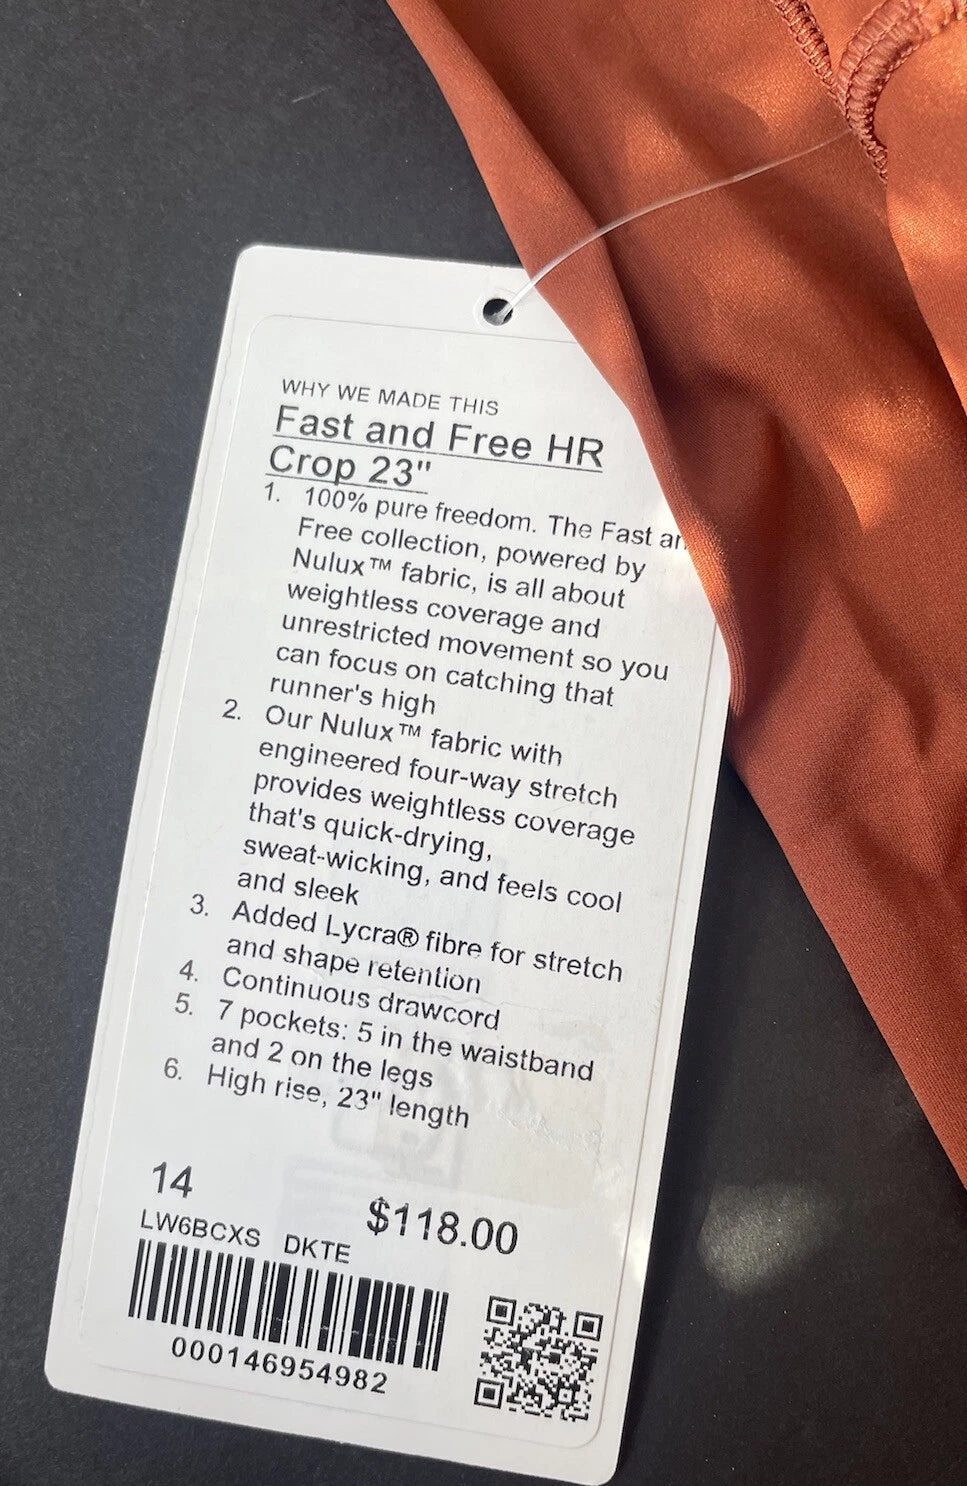 WHY WE MADE THIS
Fast and Free HR
Crop 23"
1. 100% pure freedom. The Fast an
Free collection, powered by
Nulux™ fabric, is all about
weightless coverage and
unrestricted movement so you
can focus on catching that
runner's high
2. Our Nulux™ fabric with
engineered four-way stretch
provides weightless coverage
that's quick-drying,
sweat-wicking, and feels cool
and sleek
3. Added Lycra® fibre for stretch
and shape retention
4. Continuous drawcord
5. 7 pockets: 5 in the waistband
and 2 on the legs
6. High rise, 23" length
14
$118.00
LW6BCXS DKTE
000146954982